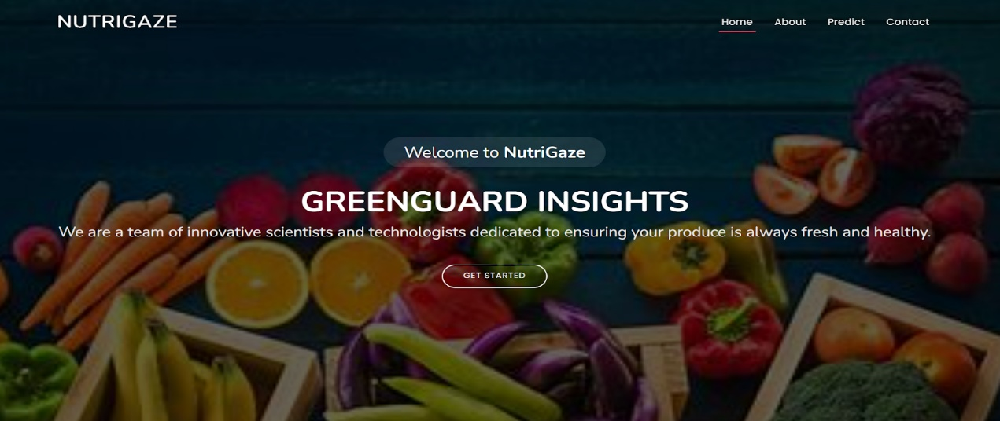 NUTRIGAZE
Home About Predict Contact
Welcome to NutriGaze
GREENGUARD INSIGHTS
We are a team of innovative scientists and technologists dedicated to ensuring your produce is always fresh and healthy.
GET STARTED